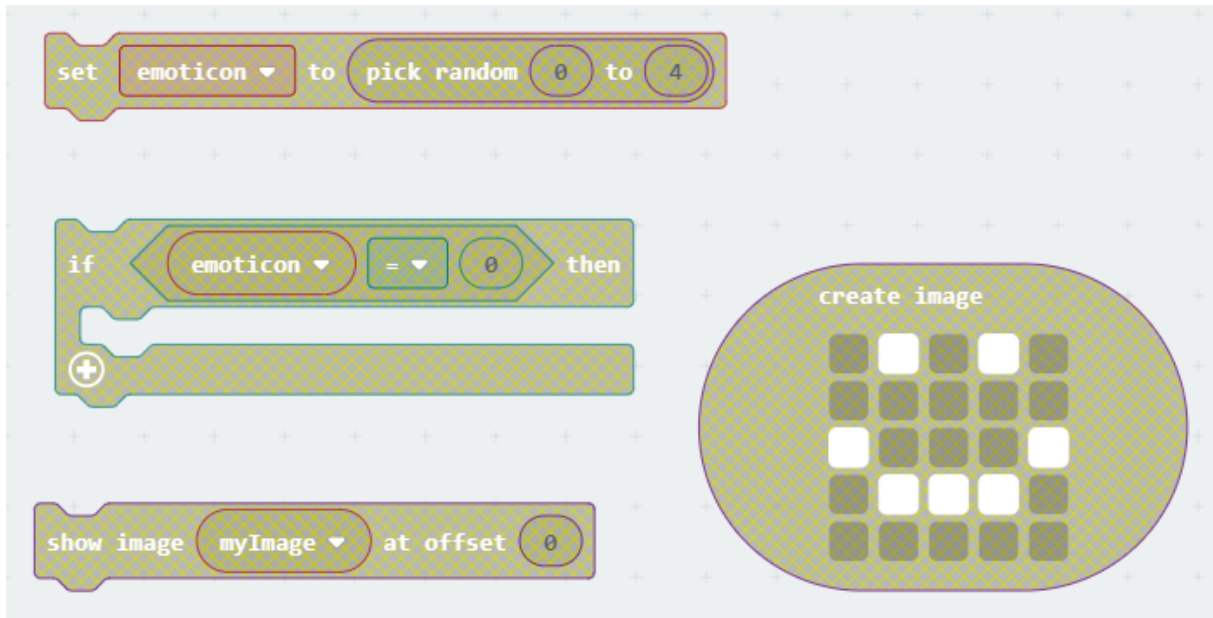 set emoticon to pick random 0 to 4
if emoticon = 0 then
create image
show image myImage at offset 0